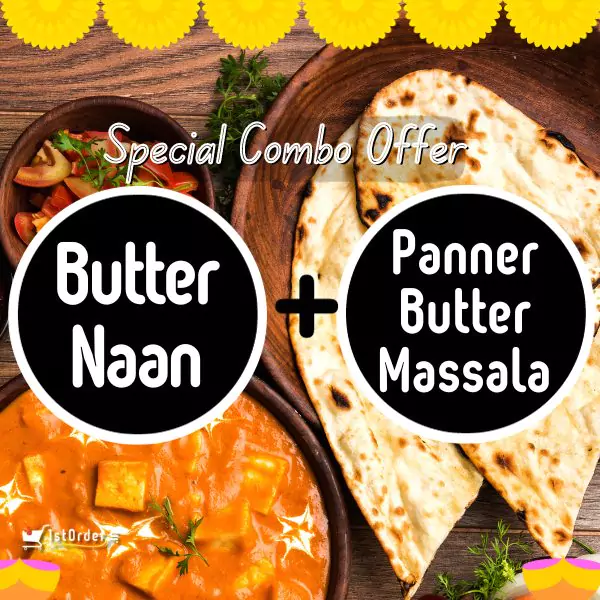 Special Combo Offer
Butter
Naan
+
Panner
Butter
Massala
1stOrder